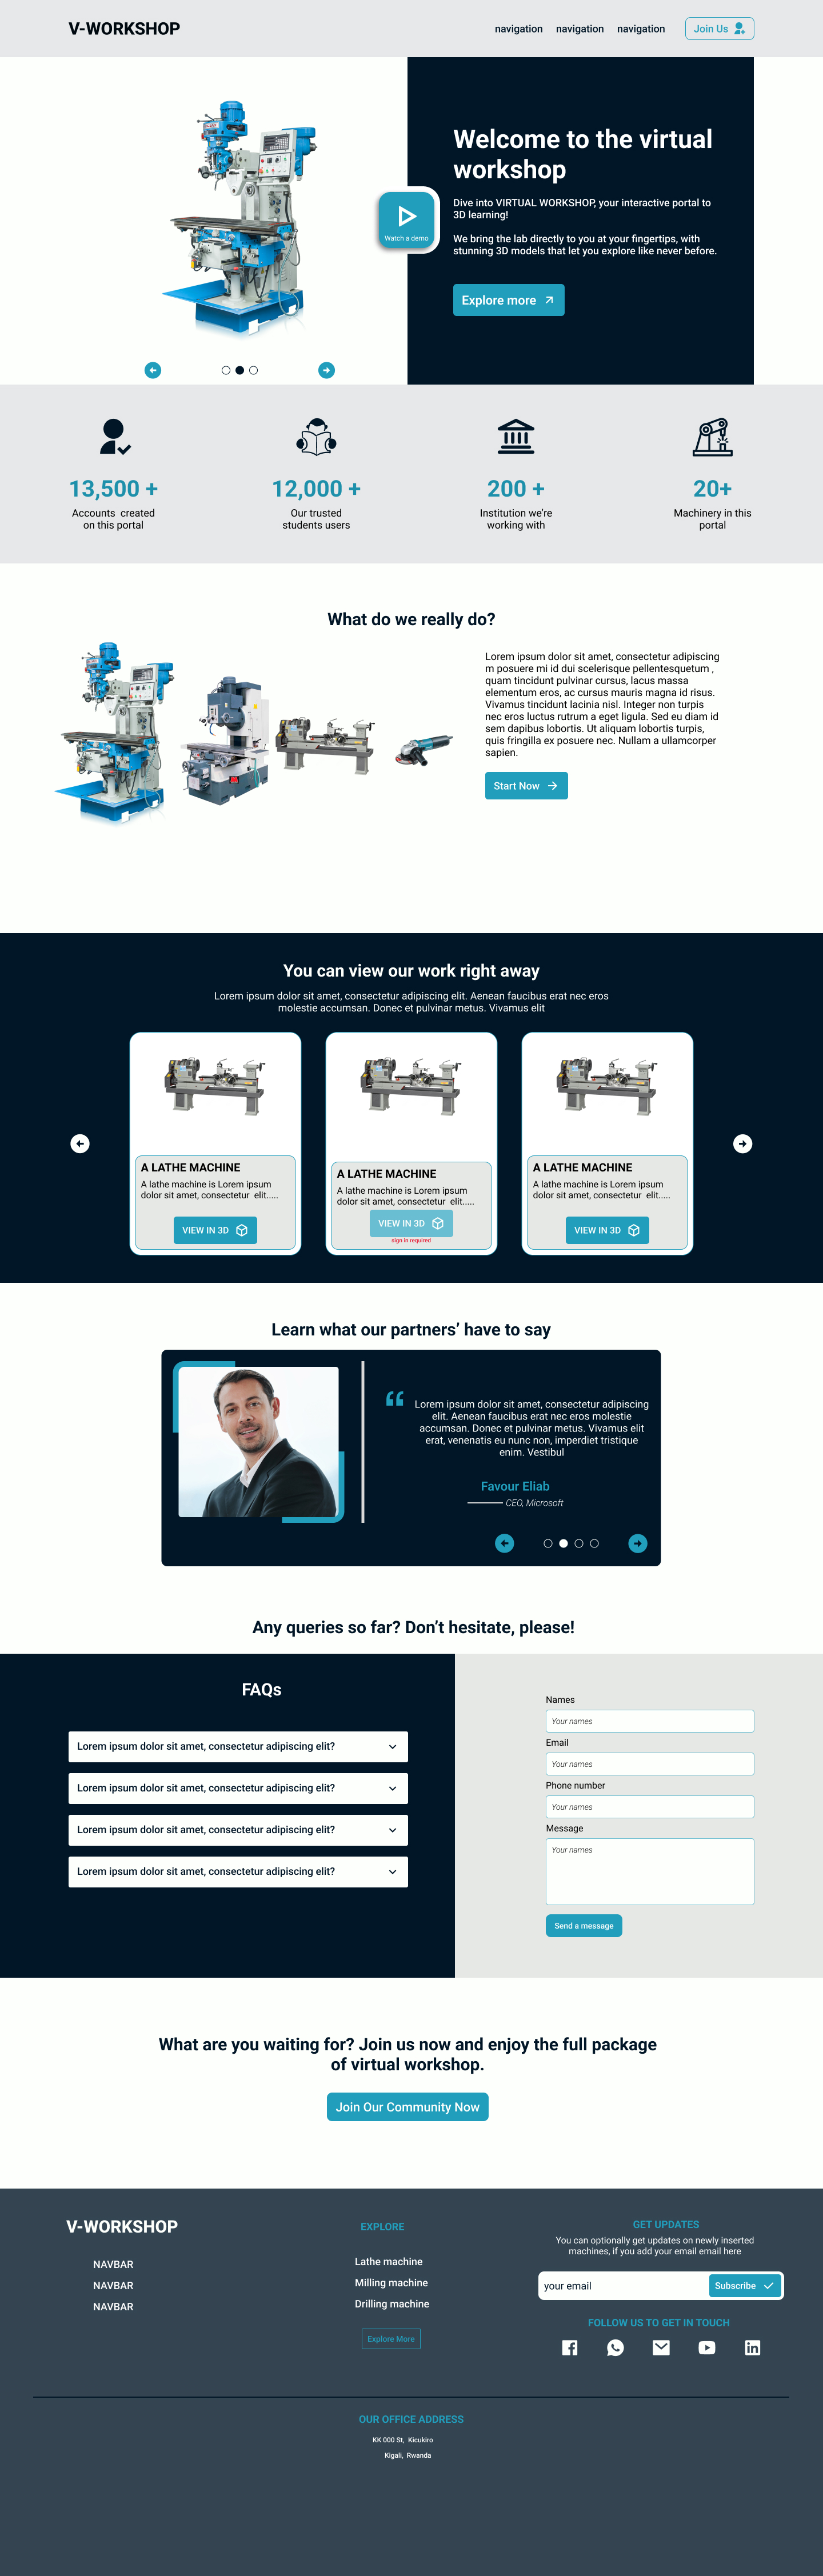 V-WORKSHOP
navigation navigation navigation
Join Us
Welcome to the virtual
workshop
Dive into VIRTUAL WORKSHOP, your interactive portal to
3D learning!
We bring the lab directly to you at your fingertips, with
stunning 3D models that let you explore like never before.
Watch a demo
Explore more
13,500 +
Accounts created
on this portal
12,000 +
Our trusted
students users
200 +
Institution we're
working with
20+
Machinery in this
portal
What do we really do?
Lorem ipsum dolor sit amet, consectetur adipiscing
m posuere mi id dui scelerisque pellentesquetum ,
quam tincidunt pulvinar cursus, lacus massa
elementum eros, ac cursus mauris magna id risus.
Vivamus tincidunt lacinia nisl. Integer non turpis
nec eros luctus rutrum a eget ligula. Sed eu diam id
sem dapibus lobortis. Ut aliquam lobortis turpis,
quis fringilla ex posuere nec. Nullam a ullamcorper
sapien.
Start Now
You can view our work right away
Lorem ipsum dolor sit amet, consectetur adipiscing elit. Aenean faucibus erat nec eros
molestie accumsan. Donec et pulvinar metus. Vivamus elit
A LATHE MACHINE
A lathe machine is Lorem ipsum
dolor sit amet, consectetur elit.....
VIEW IN 3D
A LATHE MACHINE
A lathe machine is Lorem ipsum
dolor sit amet, consectetur elit.....
VIEW IN 3D
sign in required
A LATHE MACHINE
A lathe machine is Lorem ipsum
dolor sit amet, consectetur elit.....
VIEW IN 3D
Learn what our partners’ have to say
“
Lorem ipsum dolor sit amet, consectetur adipiscing
elit. Aenean faucibus erat nec eros molestie
accumsan. Donec et pulvinar metus. Vivamus elit
erat, venenatis eu nunc non, imperdiet tristique
enim. Vestibul
Favour Eliab
CEO, Microsoft
Any queries so far? Don’t hesitate, please!
FAQs
Lorem ipsum dolor sit amet, consectetur adipiscing elit?
Lorem ipsum dolor sit amet, consectetur adipiscing elit?
Lorem ipsum dolor sit amet, consectetur adipiscing elit?
Lorem ipsum dolor sit amet, consectetur adipiscing elit?
Names
Your names
Email
Your names
Phone number
Your names
Message
Your names
Send a message
What are you waiting for? Join us now and enjoy the full package
of virtual workshop.
Join Our Community Now
V-WORKSHOP
NAVBAR
NAVBAR
NAVBAR
EXPLORE
Lathe machine
Milling machine
Drilling machine
Explore More
GET UPDATES
You can optionally get updates on newly inserted
machines, if you add your email email here
your email
Subscribe
FOLLOW US TO GET IN TOUCH
OUR OFFICE ADDRESS
KK 000 St, Kicukiro
Kigali, Rwanda